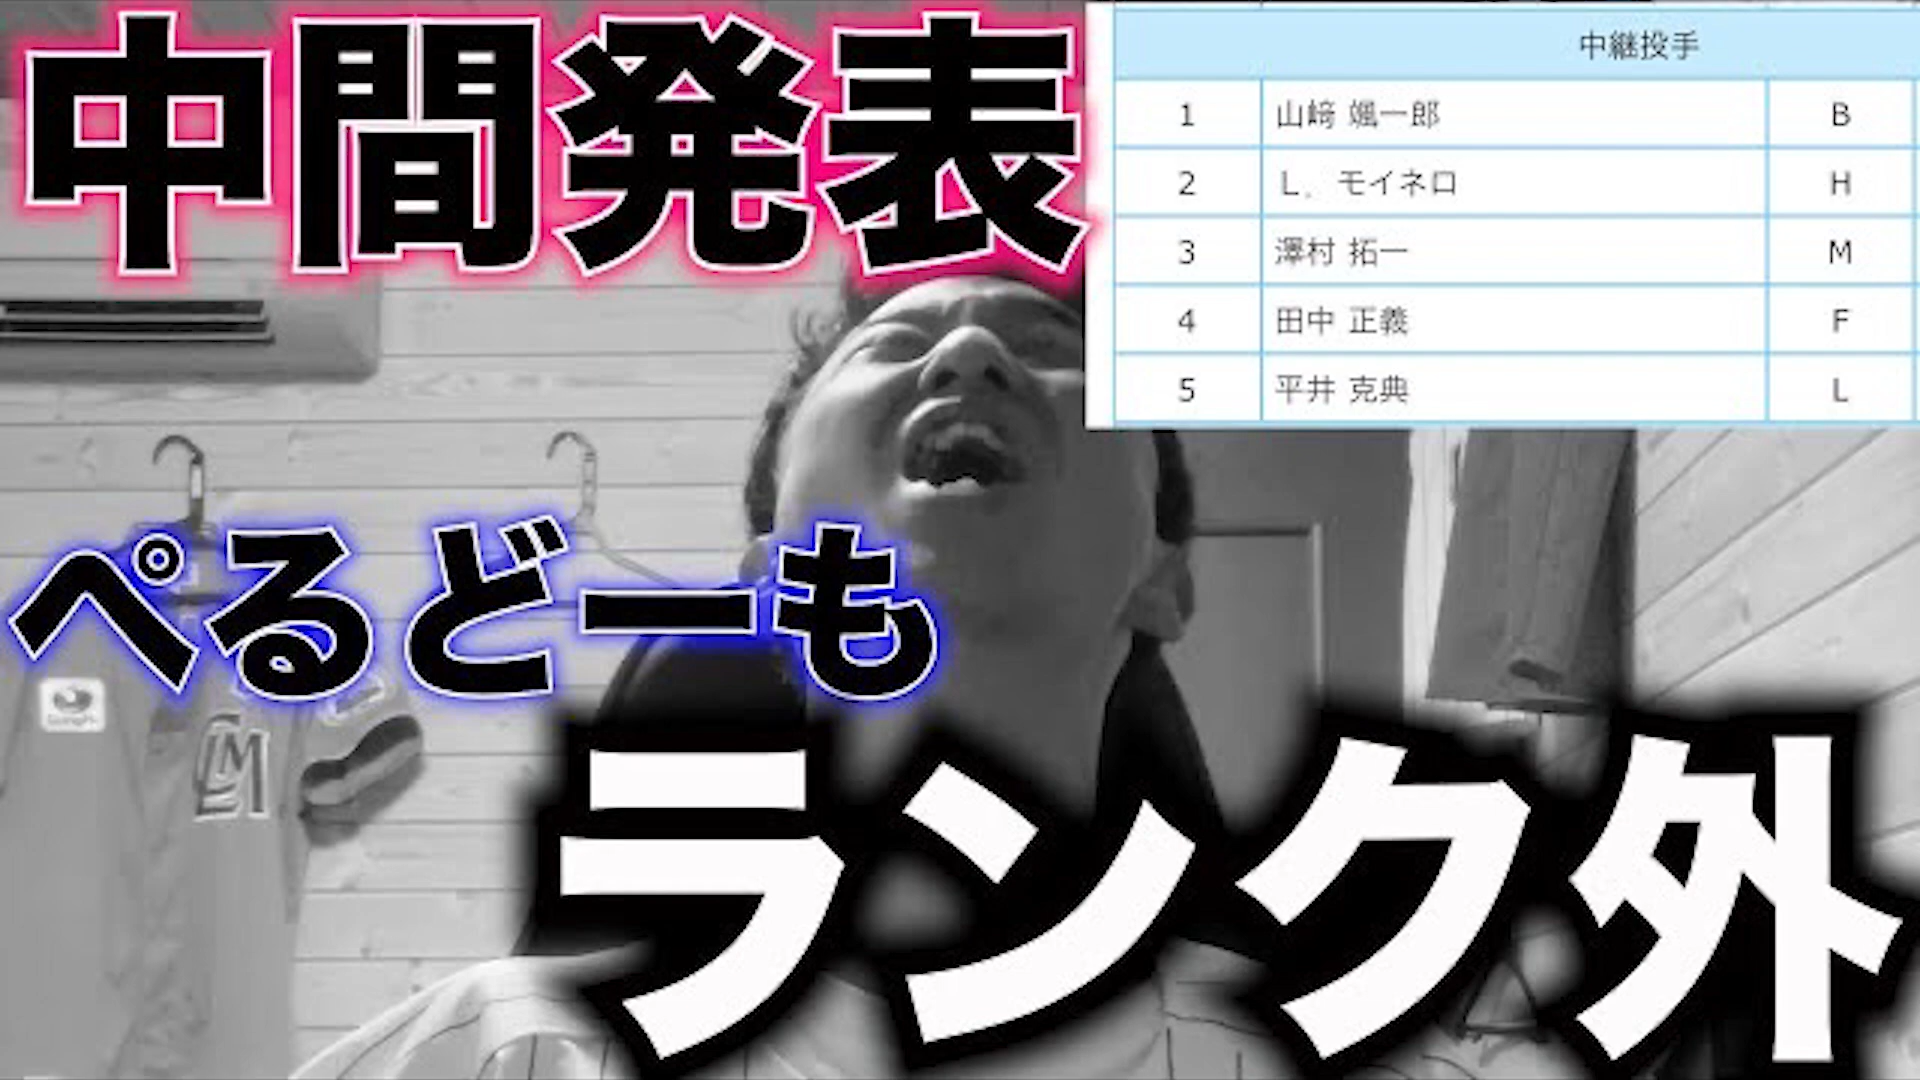 中間発表
中継投手
1 山﨑 颯一郎 B
2 L．モイネロ H
3 澤村 拓一 M
4 田中 正義 F
5 平井 克典 L
ぺるどーも
LM
ランク外